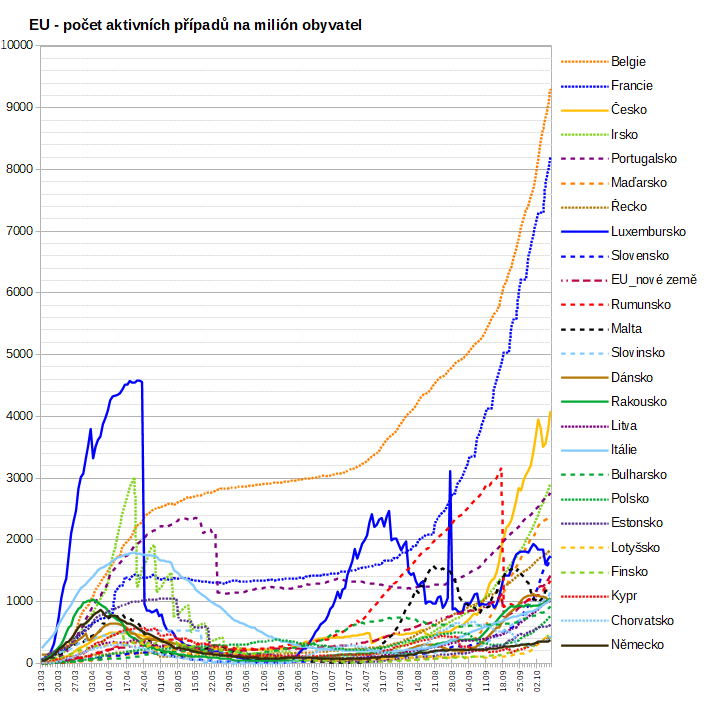 EU - počet aktivních případů na milión obyvatel
10000
9000
8000
7000
6000
5000
4000
3000
2000
1000
0
13.03
20.03
27.03
03.04
10.04
17.04
24.04
01.05
08.05
15.05
22.05
29.05
05.06
12.06
19.06
26.06
03.07
10.07
17.07
24.07
31.07
07.08
14.08
21.08
28.08
04.09
11.09
18.09
25.09
02.10
Belgie
Francie
Česko
Irsko
Portugalsko
Maďarsko
Řecko
Luxembursko
Slovensko
EU_nové země
Rumunsko
Malta
Slovinsko
Dánsko
Rakousko
Litva
Itálie
Bulharsko
Polsko
Estonsko
Lotyšsko
Finsko
Kypr
Chorvatsko
Německo